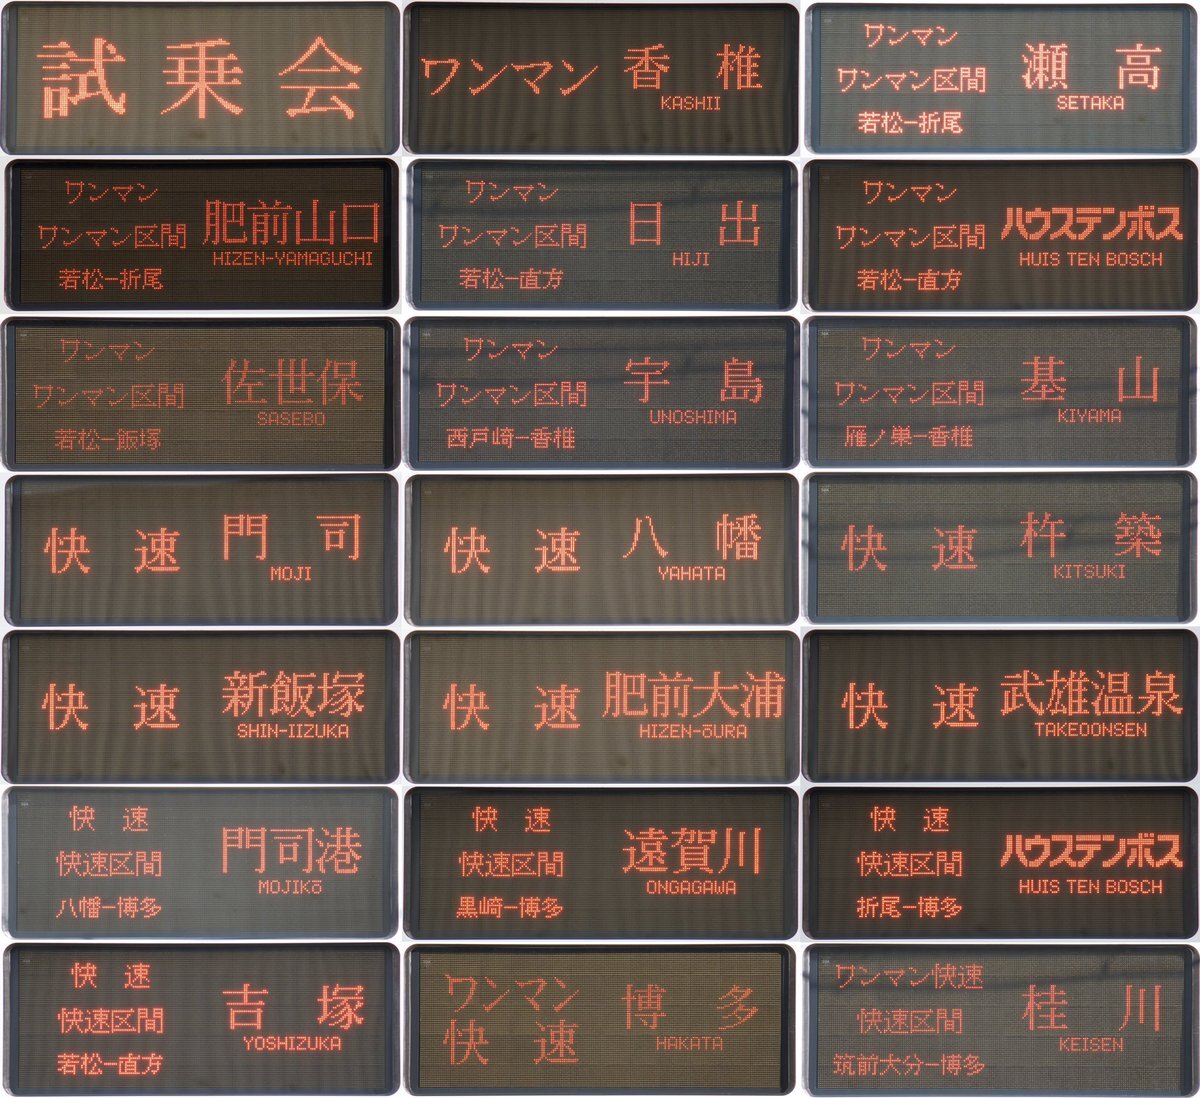 試乗会
ワンマン 香椎
KASHII
ワンマン
ワンマン区間
若松−折尾
瀬高
SETAKA
ワンマン
ワンマン区間
若松−折尾
肥前山口
HIZEN-YAMAGUCHI
ワンマン
ワンマン区間
若松−直方
日出
HIJI
ワンマン
ワンマン区間
若松−直方
ハウステンボス
HUIS TEN BOSCH
ワンマン
ワンマン区間
若松−飯塚
佐世保
SASEBO
ワンマン
ワンマン区間
西戸崎−香椎
宇島
UNOSHIMA
ワンマン
ワンマン区間
雁ノ巣−香椎
基山
KIYAMA
快速 門司
MOJI
快速 八幡
YAHATA
快速 杵築
KITSUKI
快速 新飯塚
SHIN-IIZUKA
快速 肥前大浦
HIZEN-ōURA
快速 武雄温泉
TAKEOONSEN
快速
快速区間
八幡−博多
門司港
MOJIKō
快速
快速区間
黒崎−博多
遠賀川
ONGAGAWA
快速
快速区間
折尾−博多
ハウステンボス
HUIS TEN BOSCH
快速
快速区間
若松−直方
吉塚
YOSHIZUKA
ワンマン
快速
博多
HAKATA
ワンマン快速
快速区間
筑前大分−博多
桂川
KEISEN